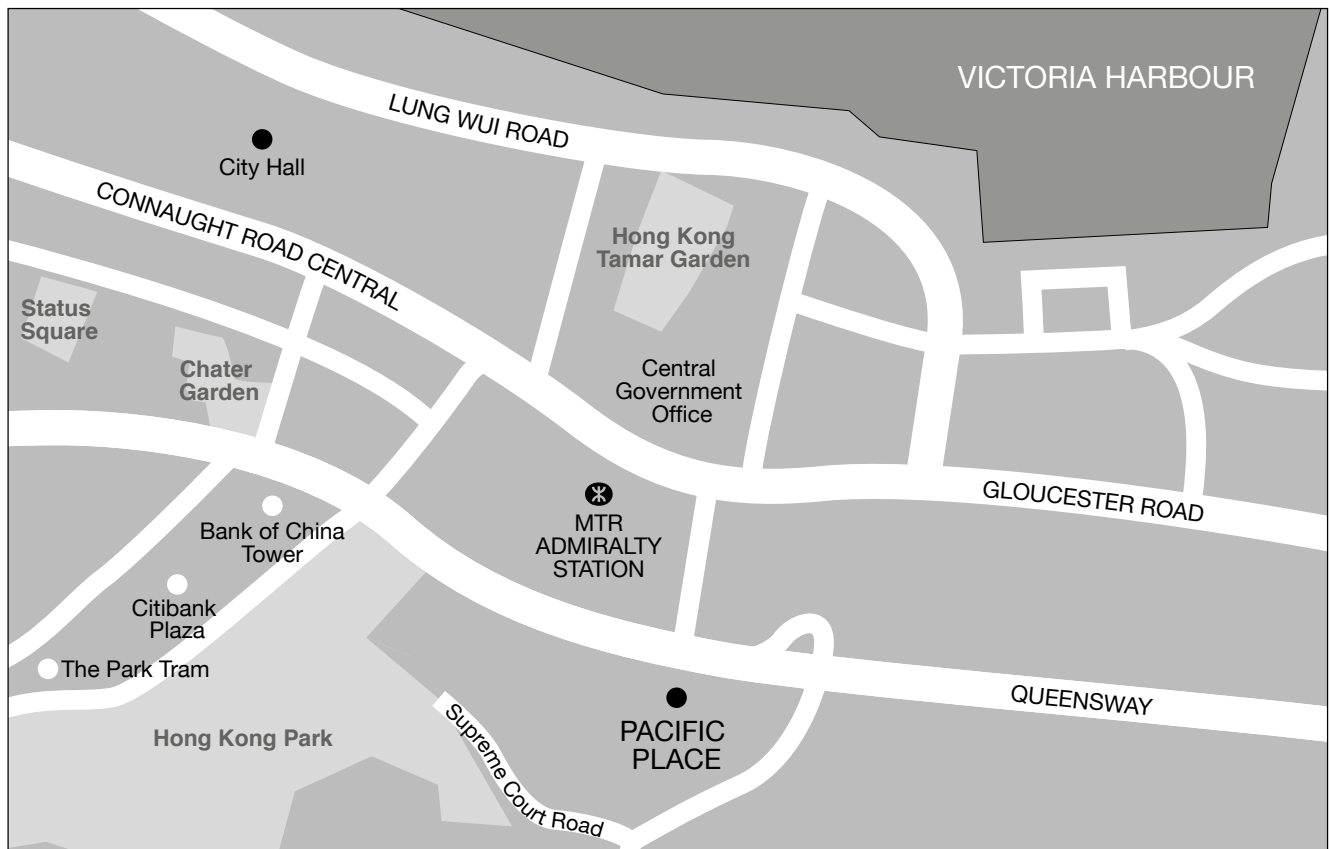 VICTORIA HARBOUR
LUNG WUI ROAD
City Hall
CONNAUGHT ROAD CENTRAL
Hong Kong
Tamar Garden
Status
Square
Chater
Garden
Central
Government
Office
GLOUCESTER ROAD
MTR
ADMIRALTY
STATION
Bank of China
Tower
Citibank
Plaza
The Park Tram
QUEENSWAY
PACIFIC
PLACE
Hong Kong Park
Supreme Court Road